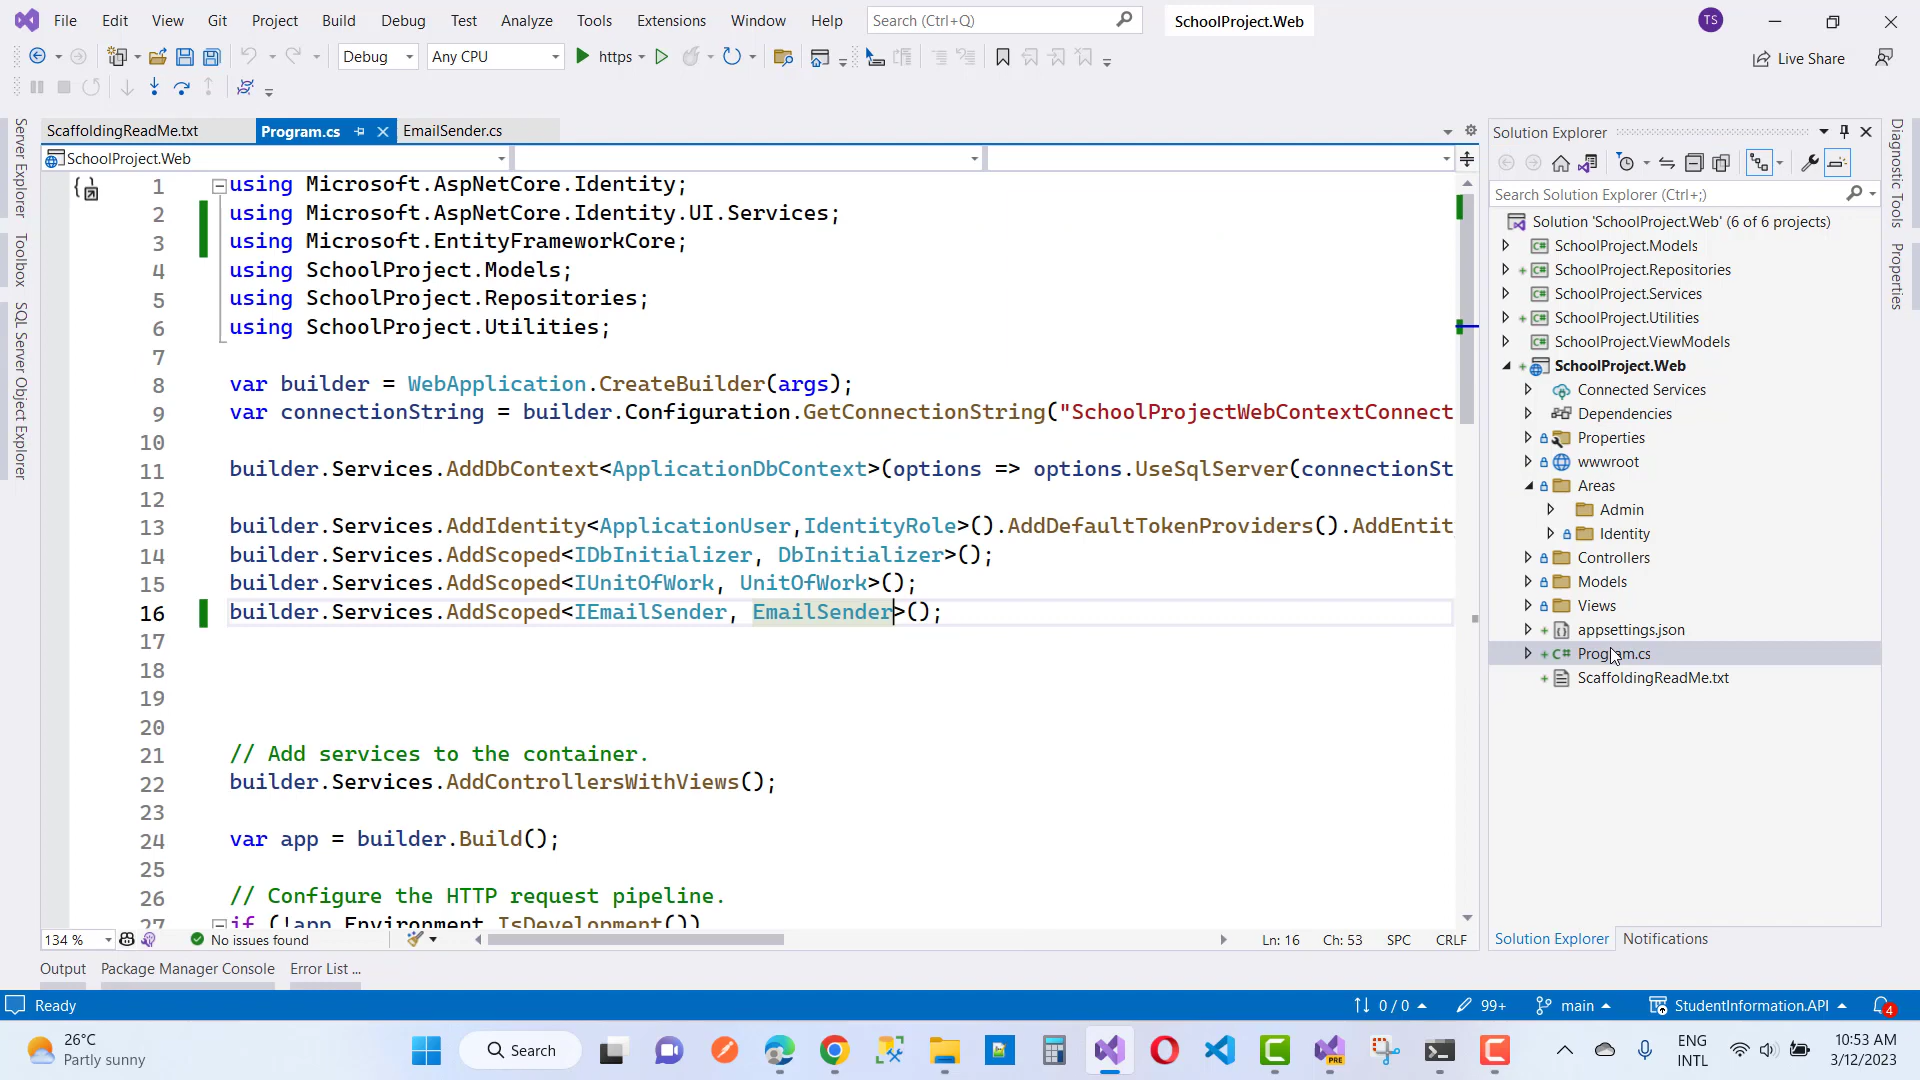 File Edit View Git Project Build Debug Test Analyze Tools Extensions Window Help Search (Ctrl+Q) SchoolProject.Web TS
Debug Any CPU https Live Share
ScaffoldingReadMe.txt Program.cs EmailSender.cs
SchoolProject.Web
Server Explorer
Toolbox
SQL Server Object Explorer
1 using Microsoft.AspNetCore.Identity;
2 using Microsoft.AspNetCore.Identity.UI.Services;
3 using Microsoft.EntityFrameworkCore;
4 using SchoolProject.Models;
5 using SchoolProject.Repositories;
6 using SchoolProject.Utilities;
7
8 var builder = WebApplication.CreateBuilder(args);
9 var connectionString = builder.Configuration.GetConnectionString("SchoolProjectWebContextConnect
10
11 builder.Services.AddDbContext<ApplicationDbContext>(options => options.UseSqlServer(connectionSt
12
13 builder.Services.AddIdentity<ApplicationUser,IdentityRole>().AddDefaultTokenProviders().AddEntit
14 builder.Services.AddScoped<IDbInitializer, DbInitializer>();
15 builder.Services.AddScoped<IUnitOfWork, UnitOfWork>();
16 builder.Services.AddScoped<IEmailSender, EmailSender>();
17
18
19
20
21 // Add services to the container.
22 builder.Services.AddControllersWithViews();
23
24 var app = builder.Build();
25
26 // Configure the HTTP request pipeline.
27 if (!app.Environment.IsDevelopment())
134 % No issues found Ln: 16 Ch: 53 SPC CRLF
Solution Explorer
Search Solution Explorer (Ctrl+;)
Solution 'SchoolProject.Web' (6 of 6 projects)
SchoolProject.Models
SchoolProject.Repositories
SchoolProject.Services
SchoolProject.Utilities
SchoolProject.ViewModels
SchoolProject.Web
Connected Services
Dependencies
Properties
wwwroot
Areas
Admin
Identity
Controllers
Models
Views
appsettings.json
Program.cs
ScaffoldingReadMe.txt
Solution Explorer Notifications
Diagnostic Tools
Properties
Output Package Manager Console Error List ...
Ready 0 / 0 99+ main StudentInformation.API 4
26°C
Partly sunny
Search
PRE
ENG
INTL
10:53 AM
3/12/2023